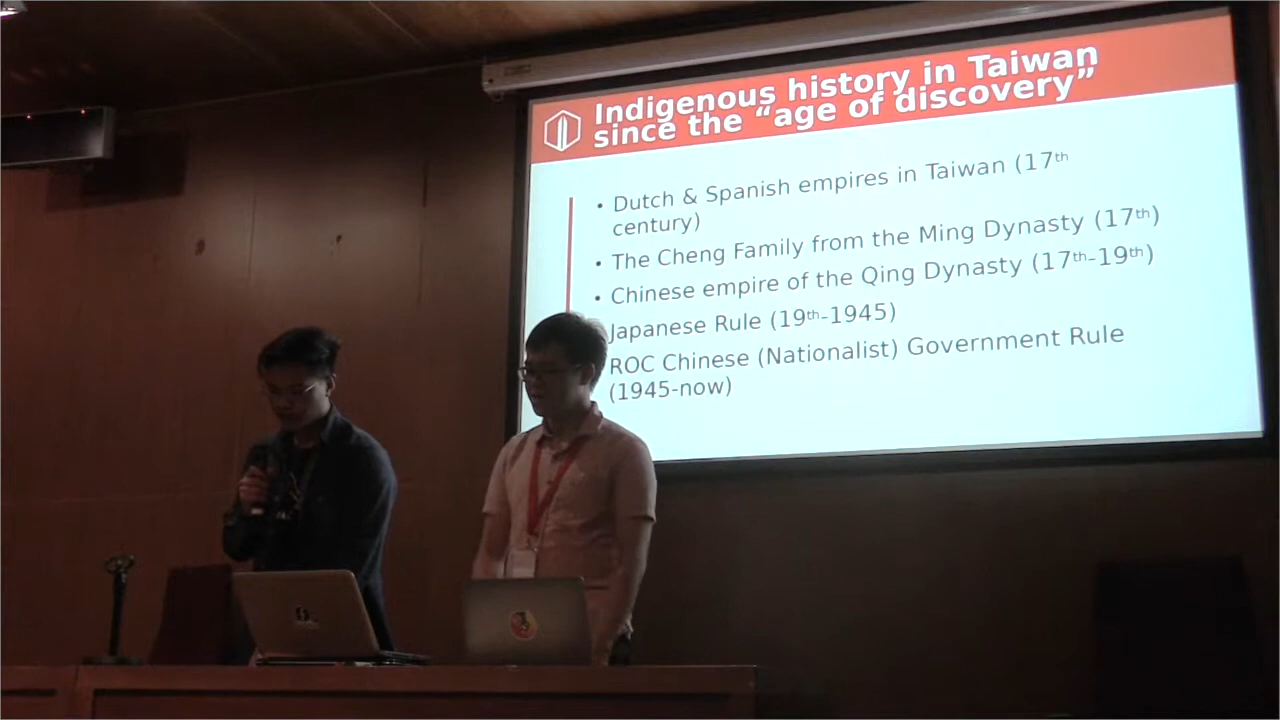 Indigenous history in Taiwan
since the “age of discovery”
• Dutch & Spanish empires in Taiwan (17th
century)
• The Cheng Family from the Ming Dynasty (17th)
• Chinese empire of the Qing Dynasty (17th-19th)
Japanese Rule (19th-1945)
ROC Chinese (Nationalist) Government Rule
(1945-now)